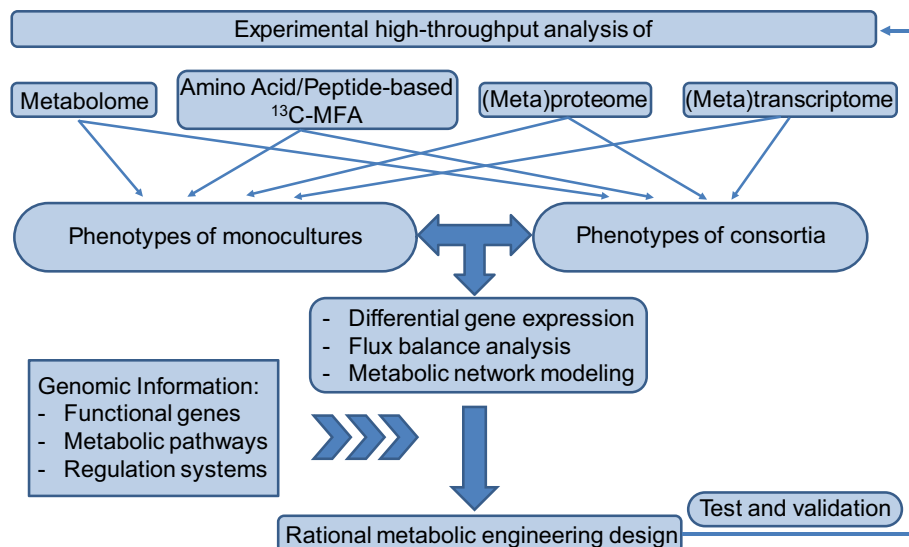 Experimental high-throughput analysis of
Metabolome
Amino Acid/Peptide-based
¹³C-MFA
(Meta)proteome
(Meta)transcriptome
Phenotypes of monocultures
Phenotypes of consortia
- Differential gene expression
- Flux balance analysis
- Metabolic network modeling
Genomic Information:
- Functional genes
- Metabolic pathways
- Regulation systems
Test and validation
Rational metabolic engineering design